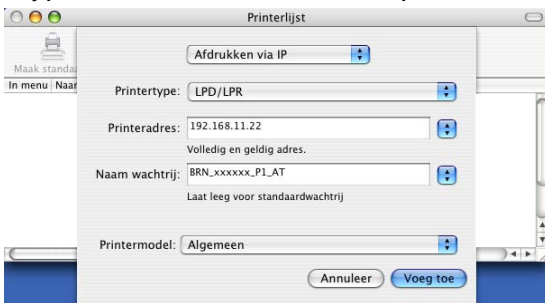 Printerlijst
Afdrukken via IP
Maak standaa
In menu Naar
Printertype: LPD/LPR
Printeradres: 192.168.11.22
Volledig en geldig adres.
Naam wachtrij: BRN_xxxxxx_P1_AT
Laat leeg voor standaardwachtrij
Printermodel: Algemeen
Annuleer Voeg toe